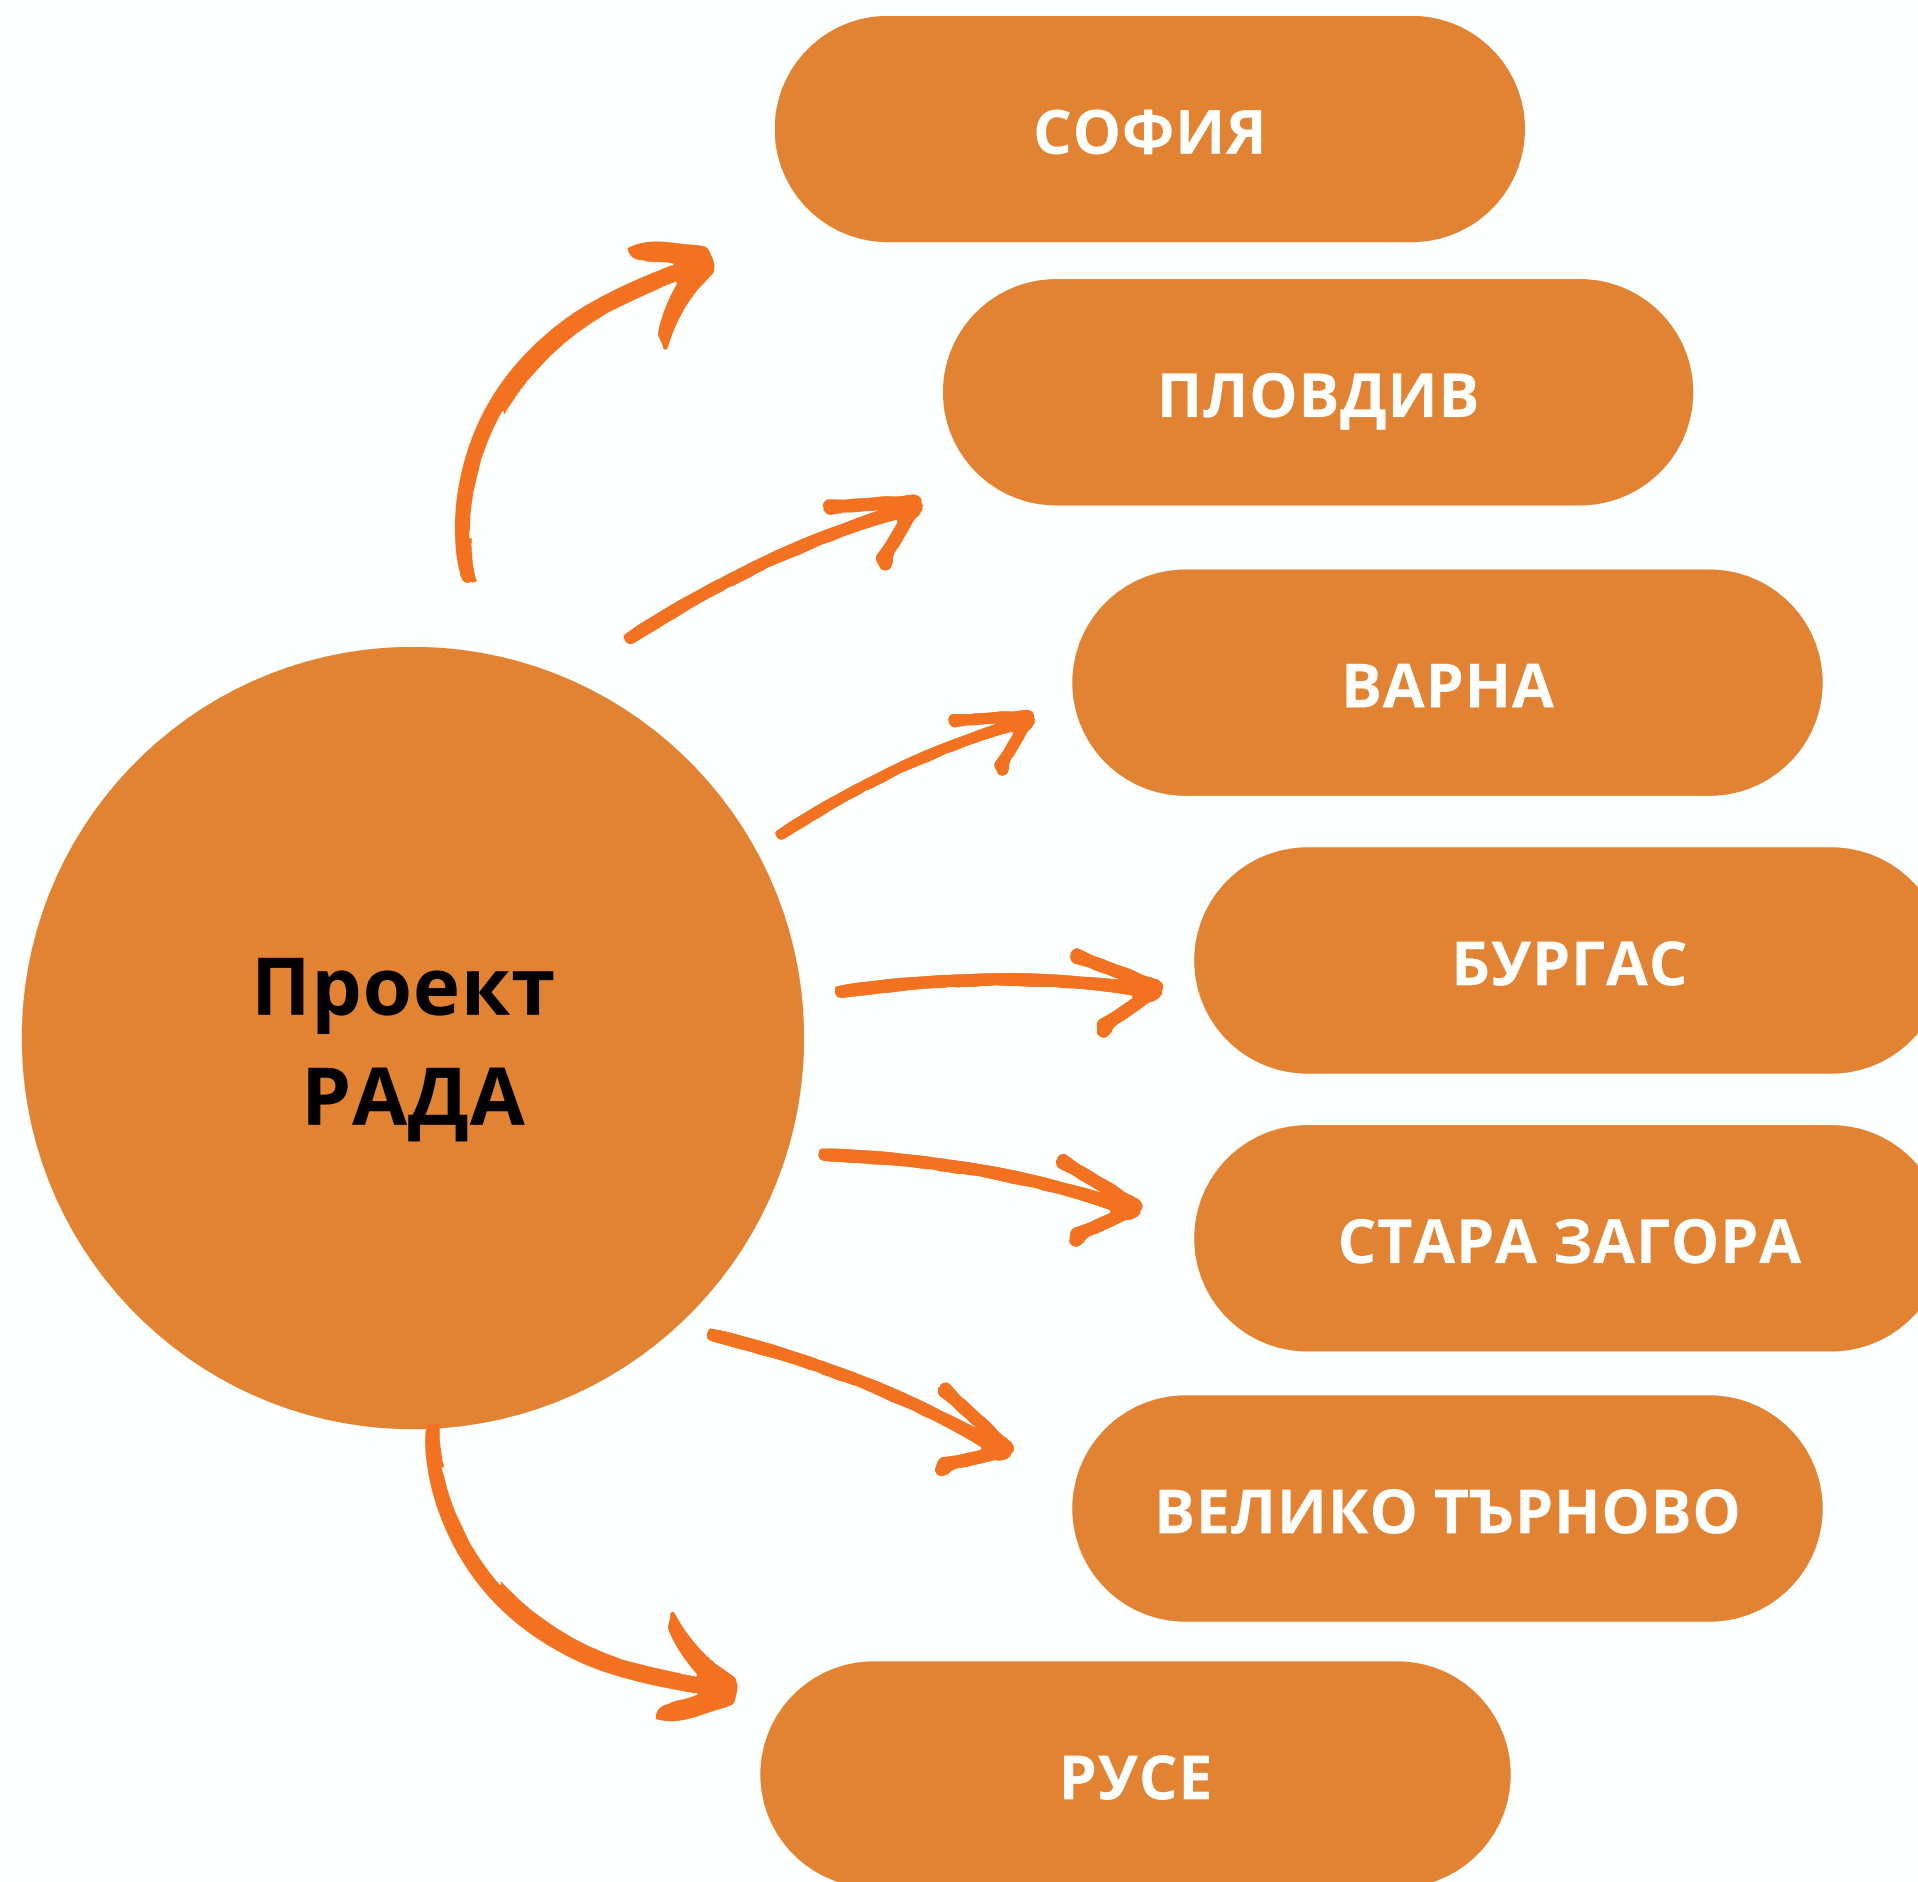 СОФИЯ
ПЛОВДИВ
ВАРНА
БУРГАС
Проект
РАДА
СТАРА ЗАГОРА
ВЕЛИКО ТЪРНОВО
РУСЕ